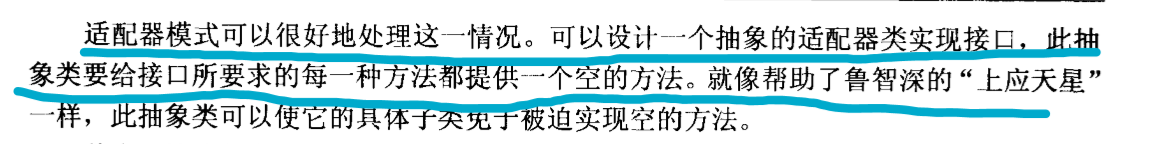 适配器模式可以很好地处理这一情况。可以设计一个抽象的适配器类实现接口，此抽
象类要给接口所要求的每一种方法都提供一个空的方法。就像帮助了鲁智深的“上应天星”
一样，此抽象类可以使它的具体子类免于被迫实现空的方法。